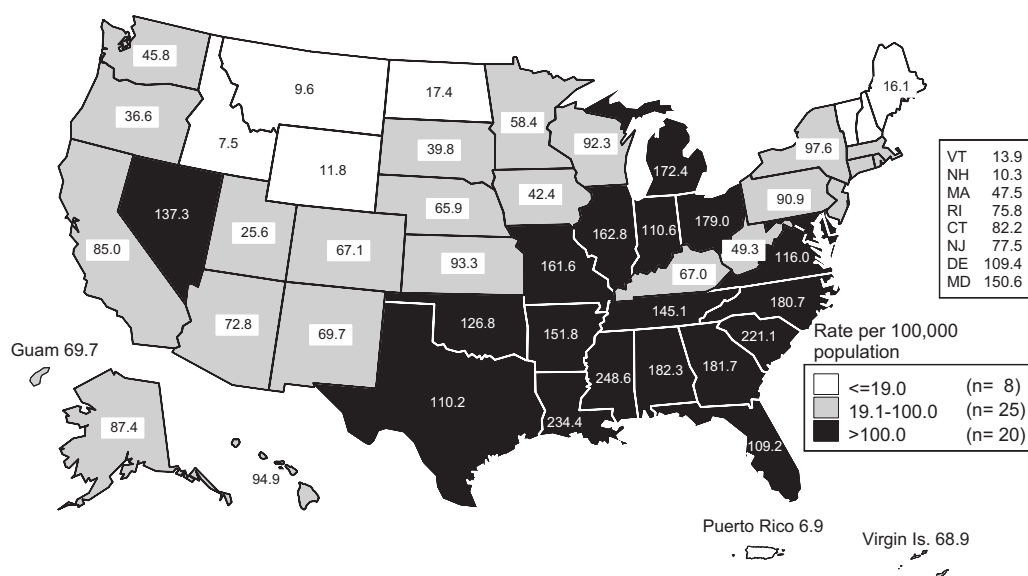 45.8
9.6
17.4
16.1
36.6
58.4
7.5
39.8
92.3
97.6
11.8
172.4
VT 13.9
NH 10.3
MA 47.5
RI 75.8
CT 82.2
NJ 77.5
DE 109.4
MD 150.6
137.3
65.9
42.4
90.9
25.6
179.0
85.0
67.1
162.8
110.6
49.3
116.0
93.3
161.6
67.0
72.8
69.7
126.8
151.8
145.1
180.7
221.1
Guam 69.7
248.6
182.3
181.7
110.2
234.4
109.2
Rate per 100,000
population
<=19.0 (n= 8)
19.1-100.0 (n= 25)
>100.0 (n= 20)
87.4
94.9
Puerto Rico 6.9
Virgin Is. 68.9